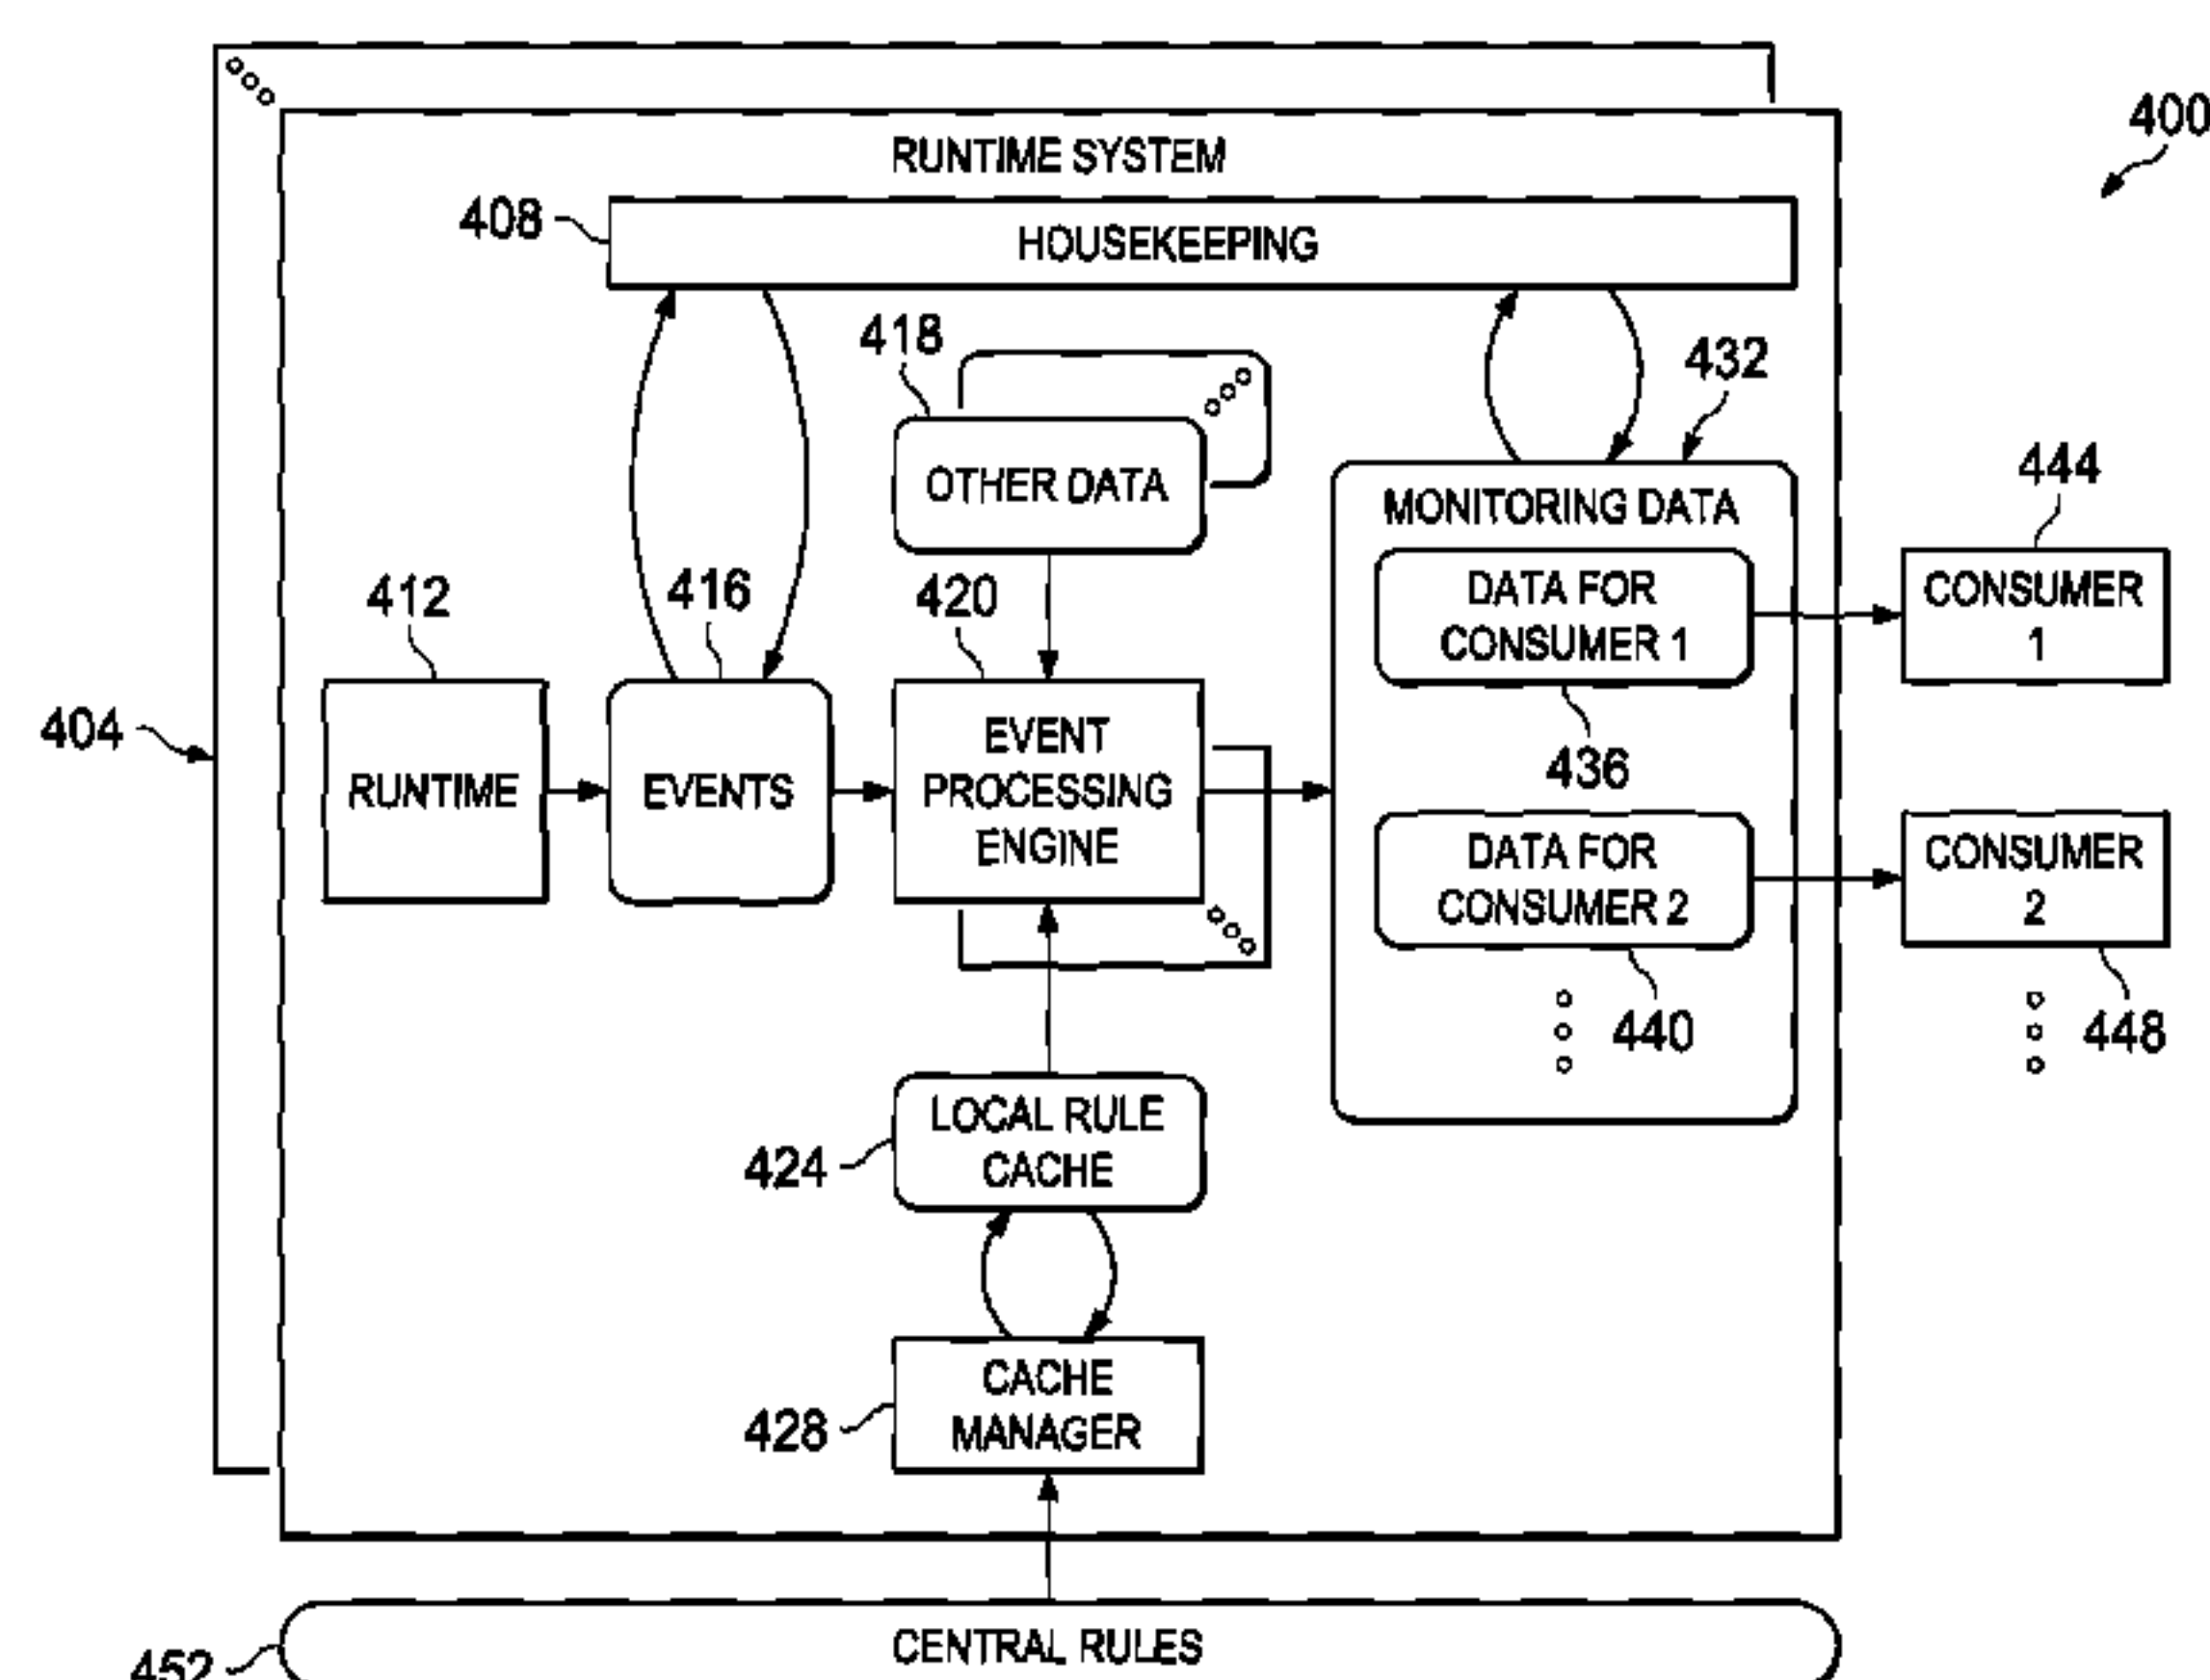 400
RUNTIME SYSTEM
408
HOUSEKEEPING
418
432
OTHER DATA
444
MONITORING DATA
412
416
420
DATA FOR
CONSUMER 1
CONSUMER
1
404
RUNTIME
EVENTS
EVENT
PROCESSING
ENGINE
436
DATA FOR
CONSUMER 2
CONSUMER
2
440
448
424
LOCAL RULE
CACHE
428
CACHE
MANAGER
452
CENTRAL RULES